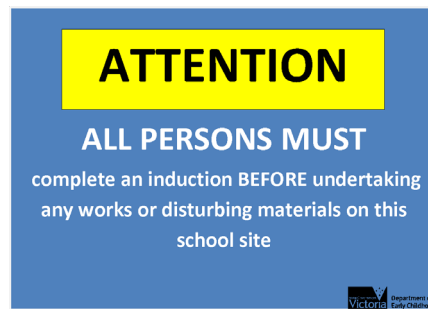 ATTENTION
ALL PERSONS MUST
complete an induction BEFORE undertaking
any works or disturbing materials on this
school site
Victoria
Department
Early